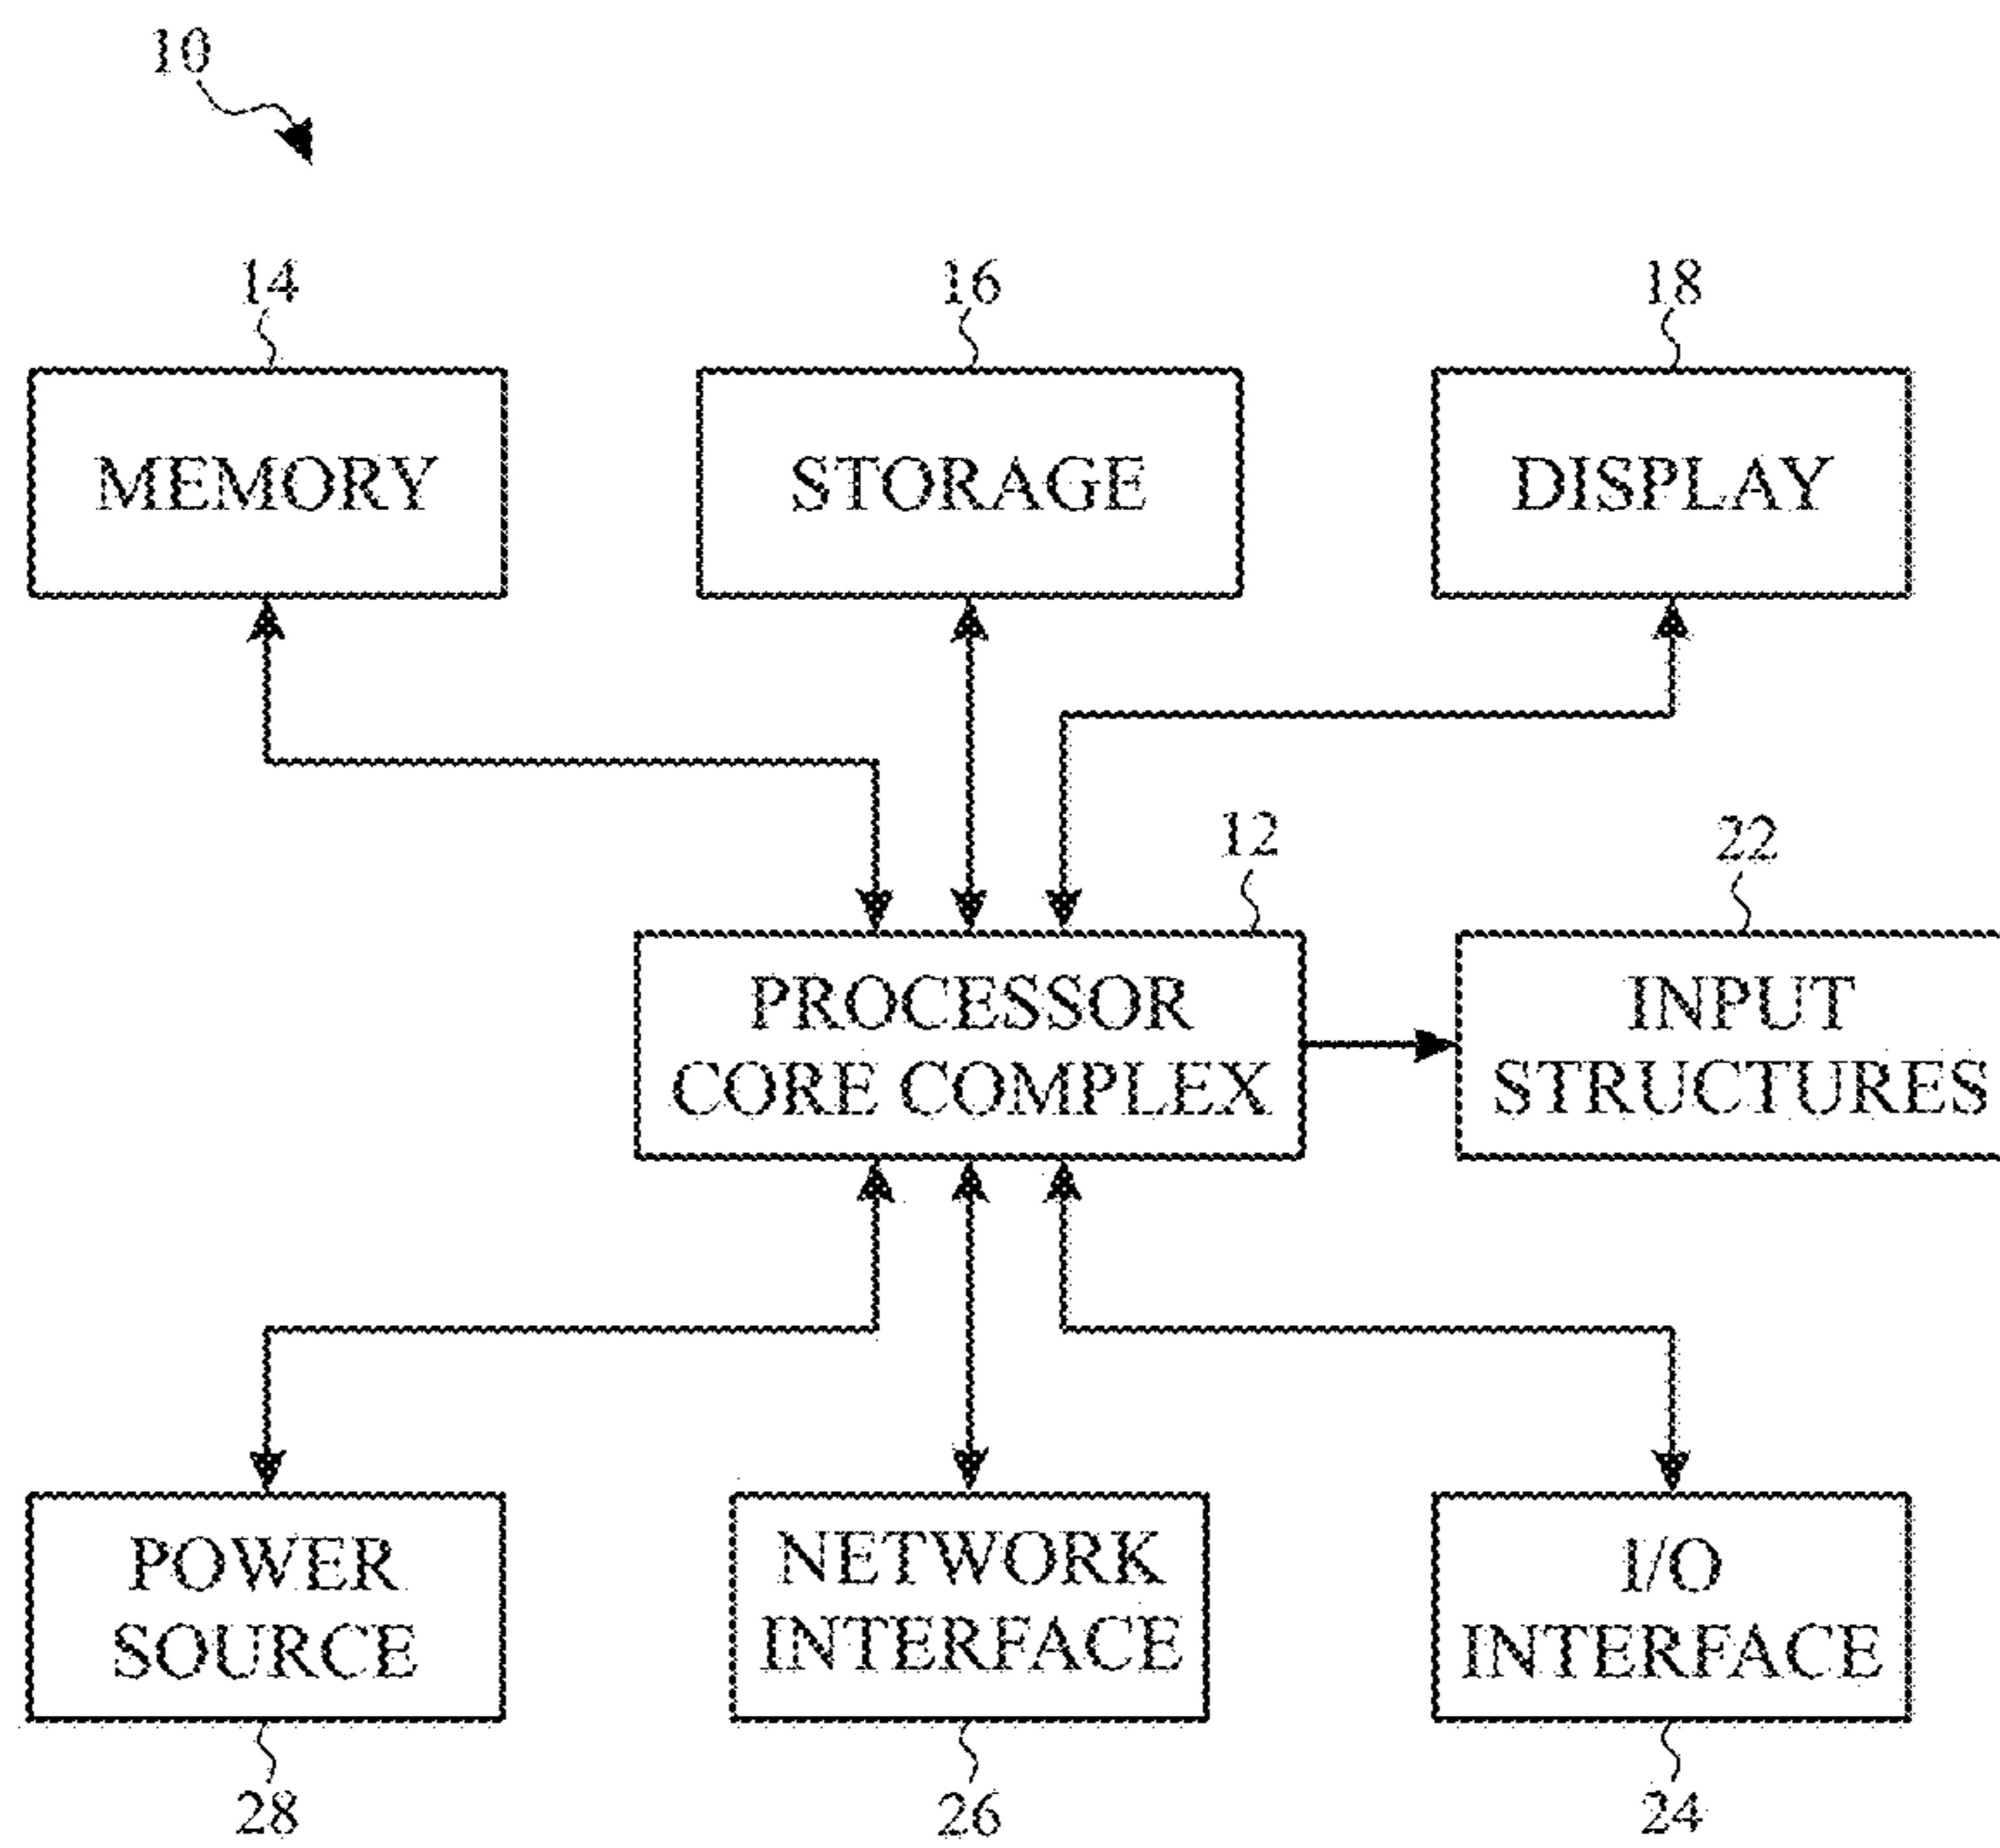 10
14
16
18
MEMORY
STORAGE
DISPLAY
12
22
PROCESSOR
CORE COMPLEX
INPUT
STRUCTURES
POWER
SOURCE
NETWORK
INTERFACE
I/O
INTERFACE
28
26
24